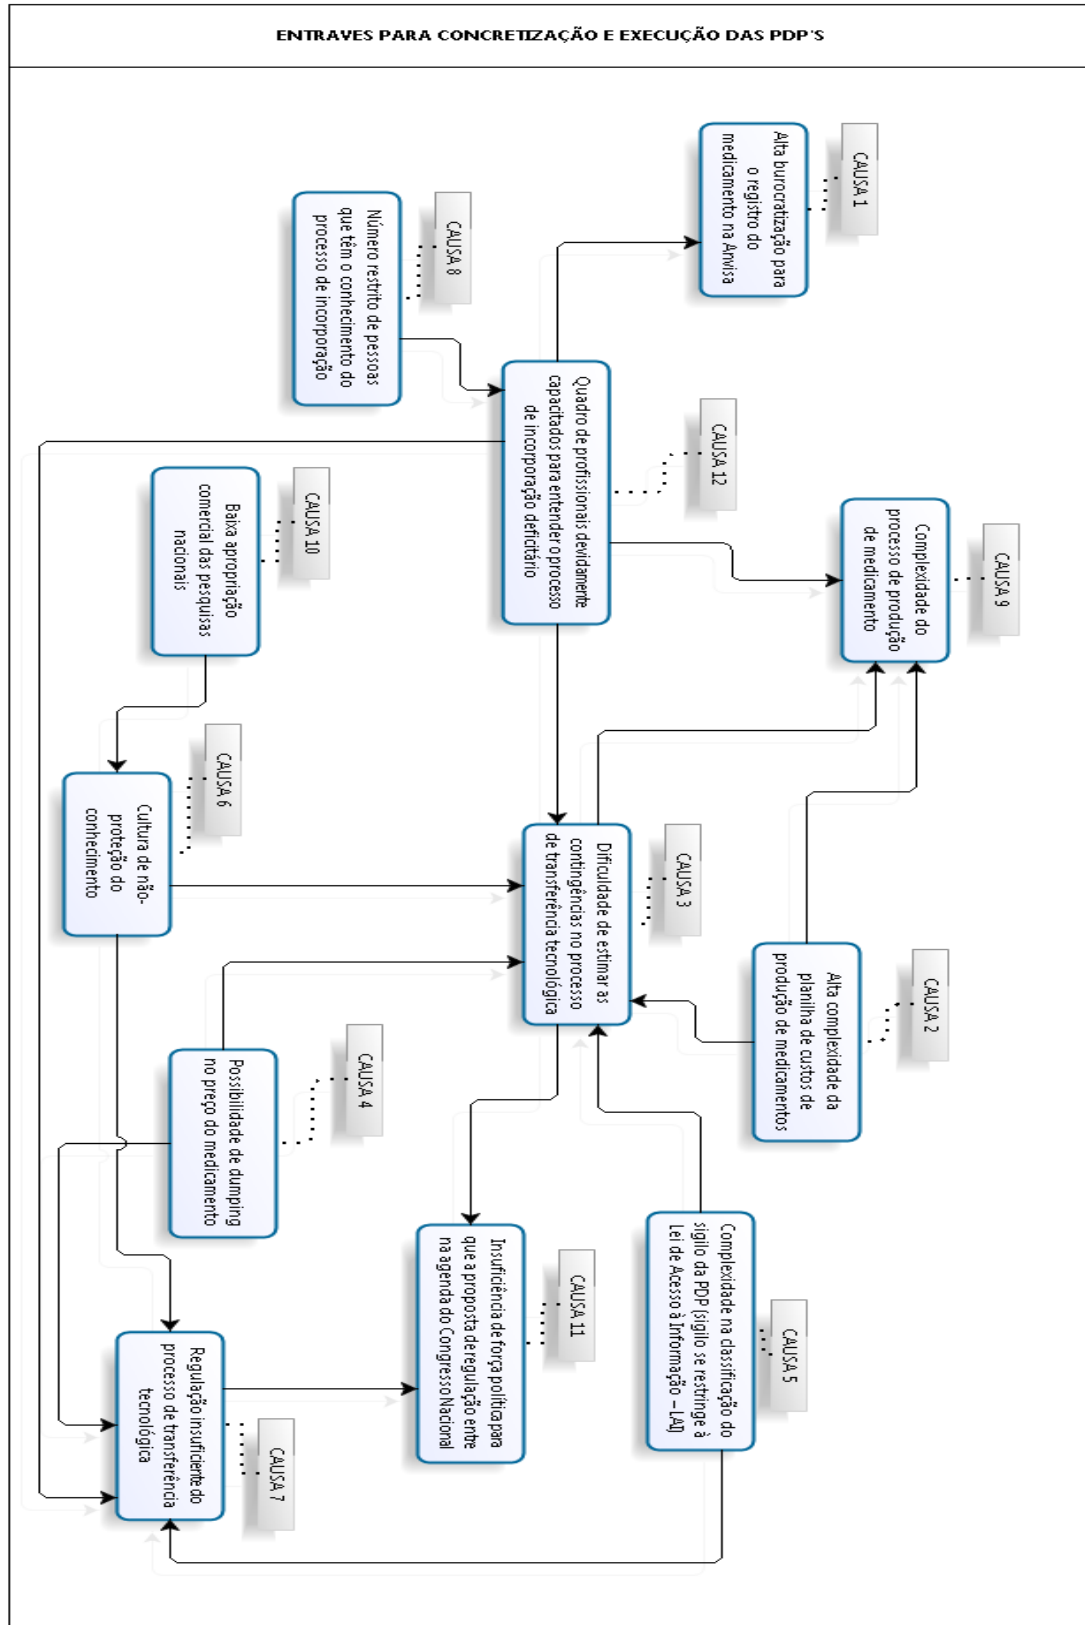 ENTRAVES PARA CONCRETIZAÇÃO E EXECUÇÃO DAS PDP'S
CAUSA 1
Alta burocratização para
o registro do
medicamento na Anvisa
CAUSA 8
Número restrito de pessoas
que têm o conhecimento do
processo de incorporação
CAUSA 12
Quadro de profissionais devidamente
capacitados para entender o processo
de incorporação deficitário
CAUSA 9
Complexidade do
processo de produção
de medicamento
CAUSA 10
Baixa apropriação
comercial das pesquisas
nacionais
CAUSA 6
Cultura de não-
proteção do
conhecimento
CAUSA 3
Dificuldade de estimar as
contingências no processo
de transferência tecnológica
CAUSA 2
Alta complexidade da
planilha de custos de
produção de medicamentos
CAUSA 4
Possibilidade de dumping
no preço do medicamento
CAUSA 11
Insuficiência de força política para
que a proposta de regulação entre
na agenda do Congresso Nacional
CAUSA 5
Complexidade na classificação do
sigilo da PDP (sigilo se restringe à
Lei de Acesso à Informação – LAI)
CAUSA 7
Regulação insuficiente do
processo de transferência
tecnológica